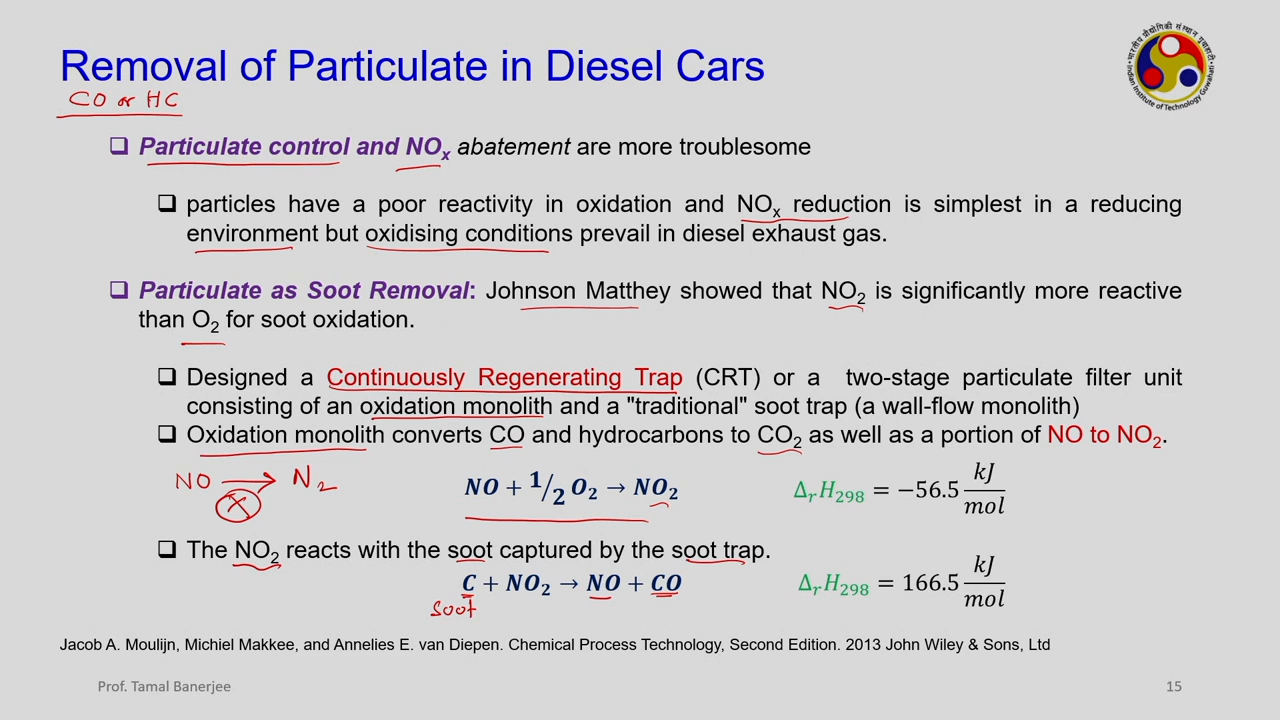 Removal of Particulate in Diesel Cars
CO or HC
❑ Particulate control and NOₓ abatement are more troublesome
❑ particles have a poor reactivity in oxidation and NOₓ reduction is simplest in a reducing
environment but oxidising conditions prevail in diesel exhaust gas.
❑ Particulate as Soot Removal: Johnson Matthey showed that NO₂ is significantly more reactive
than O₂ for soot oxidation.
❑ Designed a Continuously Regenerating Trap (CRT) or a two-stage particulate filter unit
consisting of an oxidation monolith and a "traditional" soot trap (a wall-flow monolith)
❑ Oxidation monolith converts CO and hydrocarbons to CO₂ as well as a portion of NO to NO₂.
NO → N₂
X
NO + 1/2 O₂ → NO₂ ΔᵣH₂₉₈ = −56.5 kJ/mol
❑ The NO₂ reacts with the soot captured by the soot trap.
C + NO₂ → NO + CO ΔᵣH₂₉₈ = 166.5 kJ/mol
Soot
Jacob A. Moulijn, Michiel Makkee, and Annelies E. van Diepen. Chemical Process Technology, Second Edition. 2013 John Wiley & Sons, Ltd
Prof. Tamal Banerjee 15
भारतीय प्रौद्योगिकी संस्थान गुवाहाटी
Indian Institute of Technology Guwahati